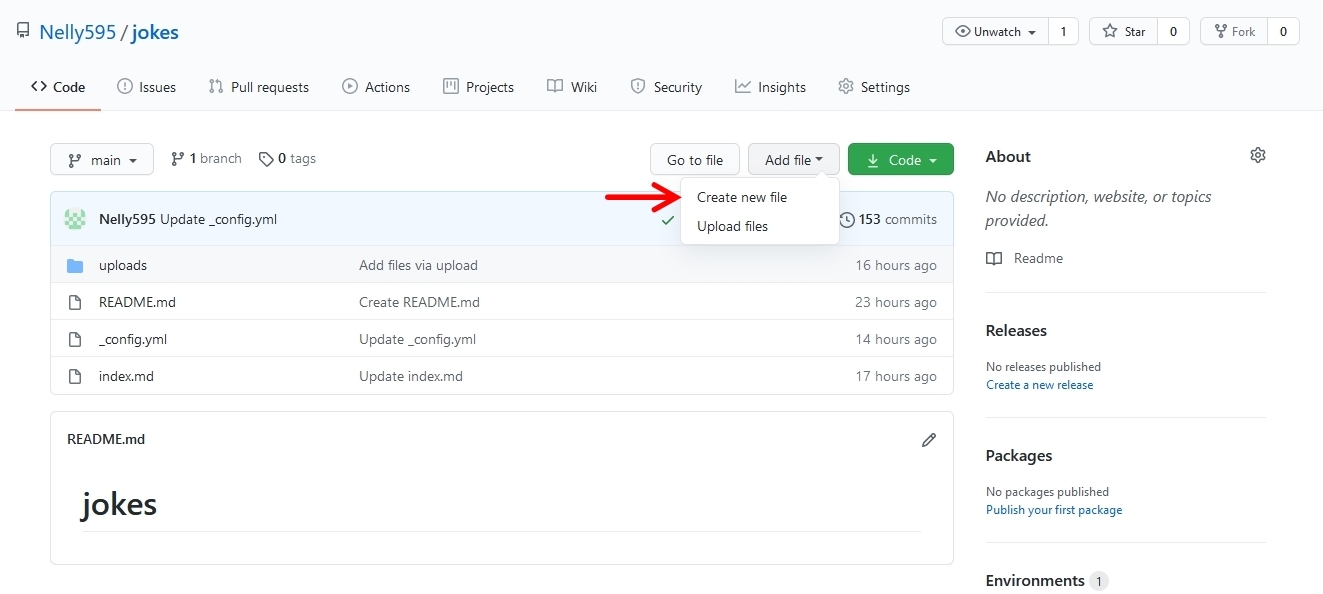 Nelly595 / jokes
Unwatch 1 Star 0 Fork 0
Code Issues Pull requests Actions Projects Wiki Security Insights Settings
main 1 branch 0 tags Go to file Add file Code
Create new file
Upload files
Nelly595 Update _config.yml 153 commits
uploads Add files via upload 16 hours ago
README.md Create README.md 23 hours ago
_config.yml Update _config.yml 14 hours ago
index.md Update index.md 17 hours ago
README.md
jokes
About
No description, website, or topics
provided.
Readme
Releases
No releases published
Create a new release
Packages
No packages published
Publish your first package
Environments 1